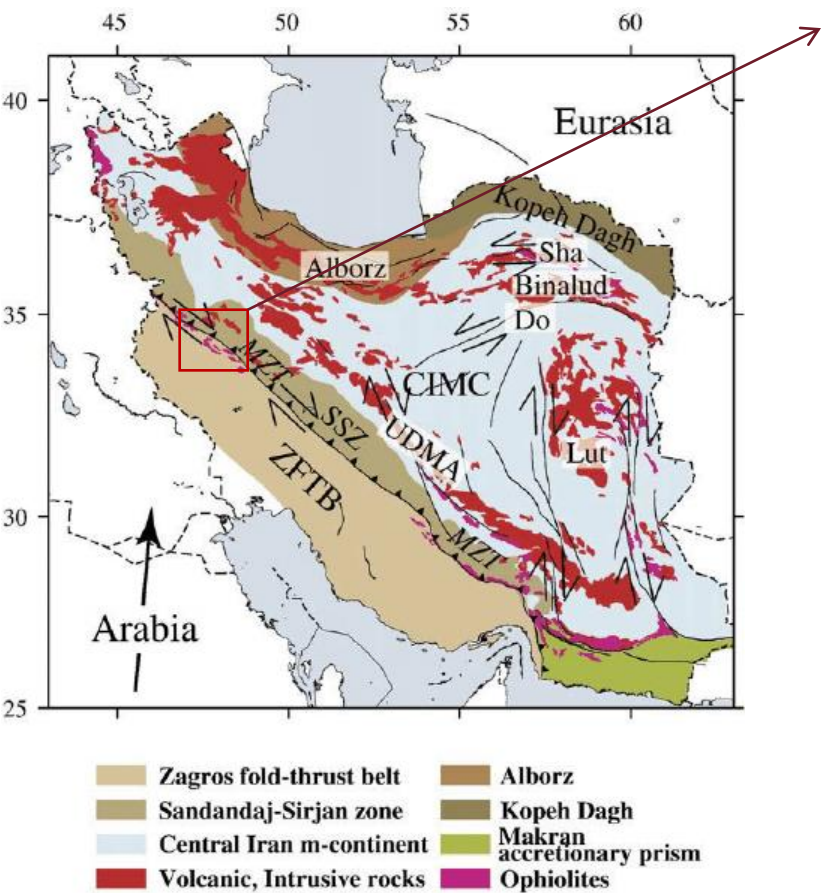 45 50 55 60
40
Eurasia
Kopeh Dagh
Sha
Alborz
Binalud
35
Do
MZT
CIMC
SSZ
UDMA
Lut
ZFTB
30
MZT
Arabia
25
Zagros fold-thrust belt
Sandandaj-Sirjan zone
Central Iran m-continent
Volcanic, Intrusive rocks
Alborz
Kopeh Dagh
Makran
accretionary prism
Ophiolites